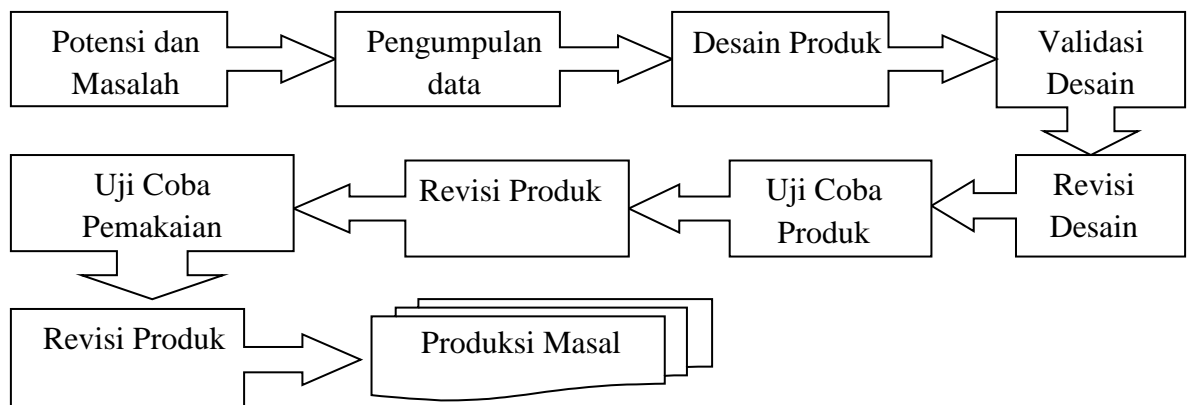 Potensi dan
Masalah
Pengumpulan
data
Desain Produk
Validasi
Desain
Revisi
Desain
Uji Coba
Produk
Revisi Produk
Uji Coba
Pemakaian
Revisi Produk
Produksi Masal